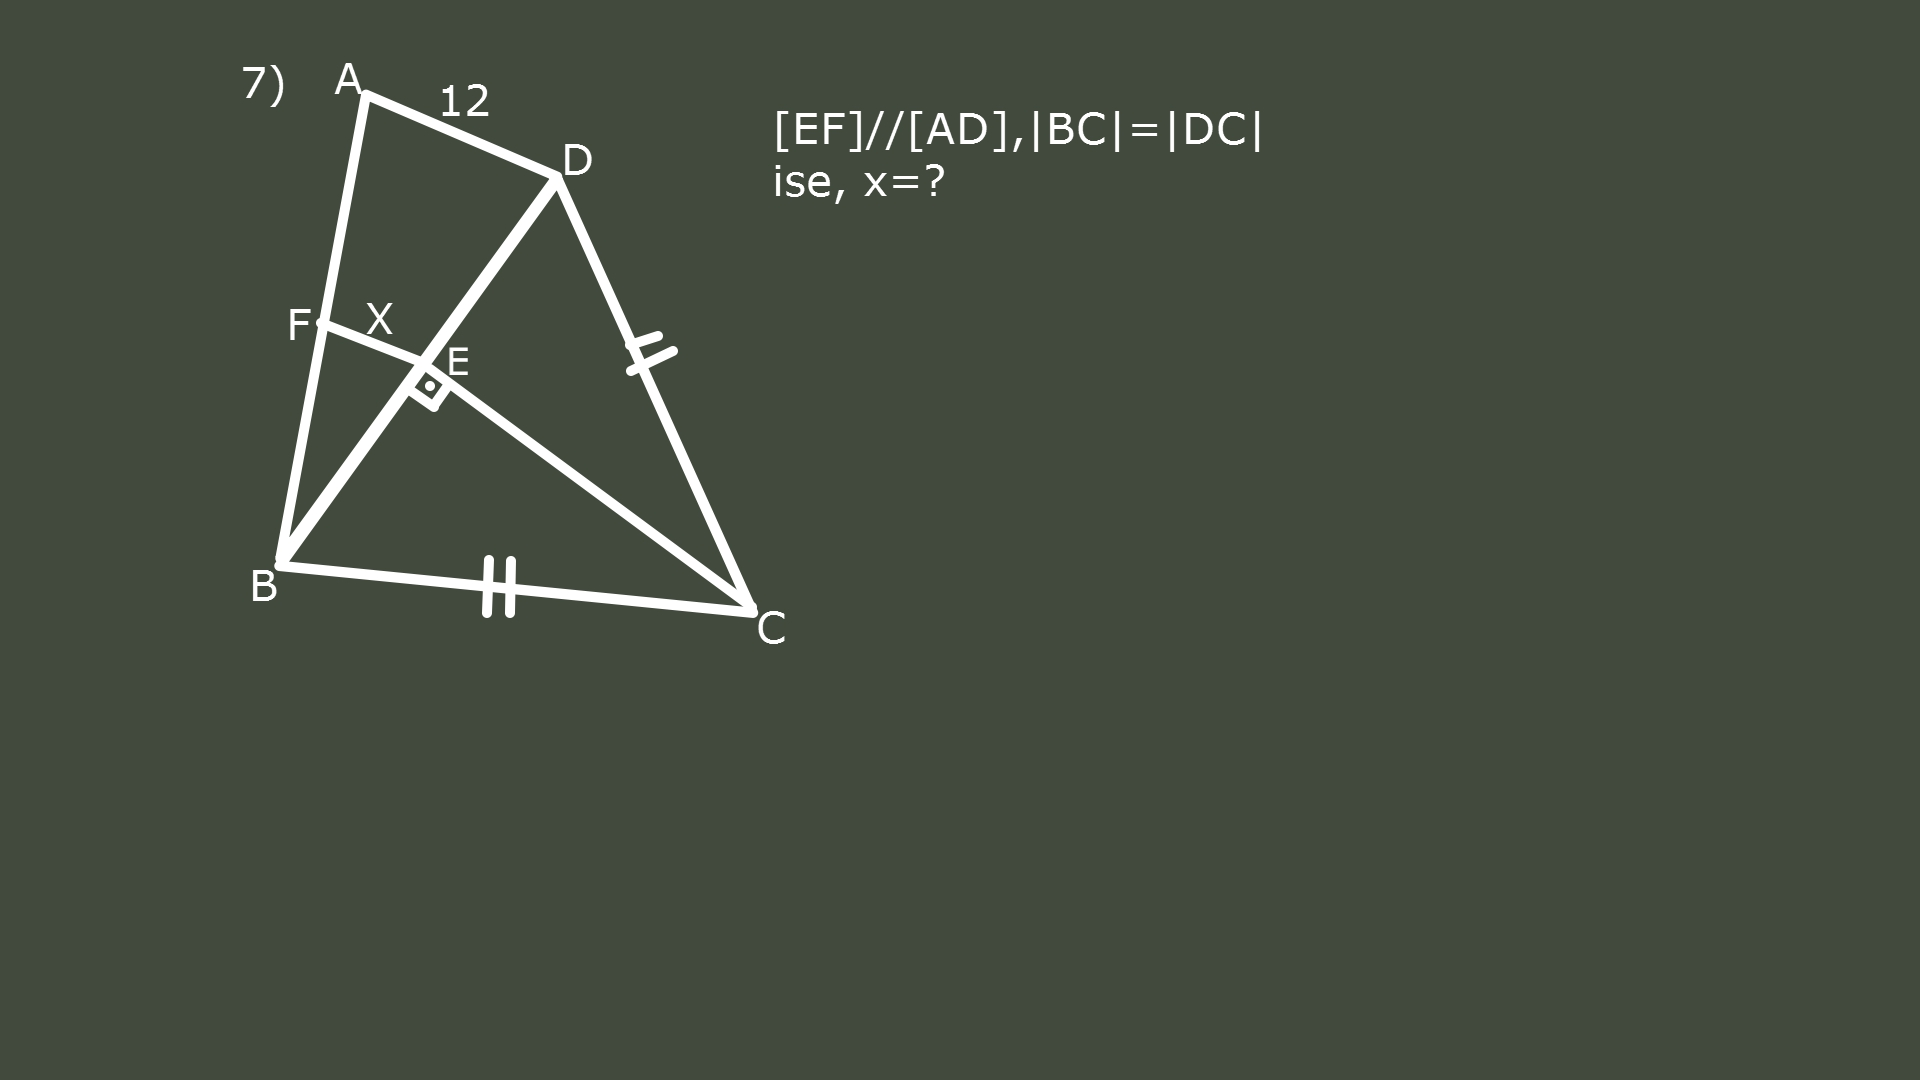 7)
A
12
D
[EF]//[AD],|BC|=|DC|
ise, x=?
F
X
E
B
C